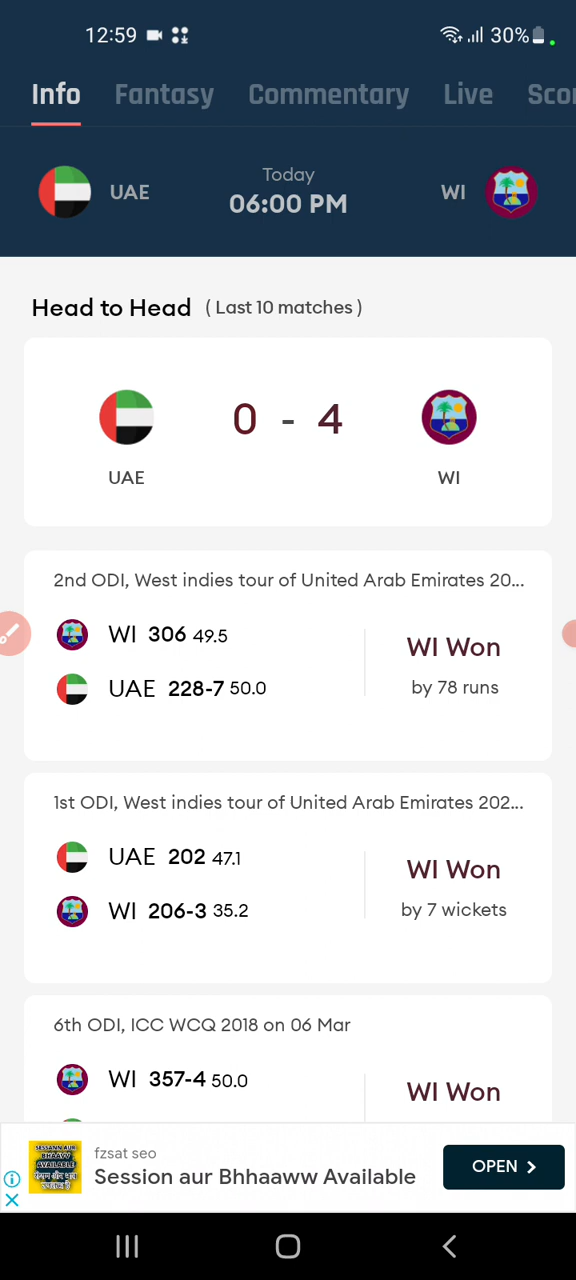 12:59
30%
Info Fantasy Commentary Live Scor
UAE
Today
06:00 PM
WI
Head to Head ( Last 10 matches )
0 - 4
UAE
WI
2nd ODI, West indies tour of United Arab Emirates 20...
WI 306 49.5
UAE 228-7 50.0
WI Won
by 78 runs
1st ODI, West indies tour of United Arab Emirates 202...
UAE 202 47.1
WI 206-3 35.2
WI Won
by 7 wickets
6th ODI, ICC WCQ 2018 on 06 Mar
WI 357-4 50.0
WI Won
SESSANN AUR
BHAAVV
AVAILABLE
fzsat seo
Session aur Bhhaaww Available
OPEN